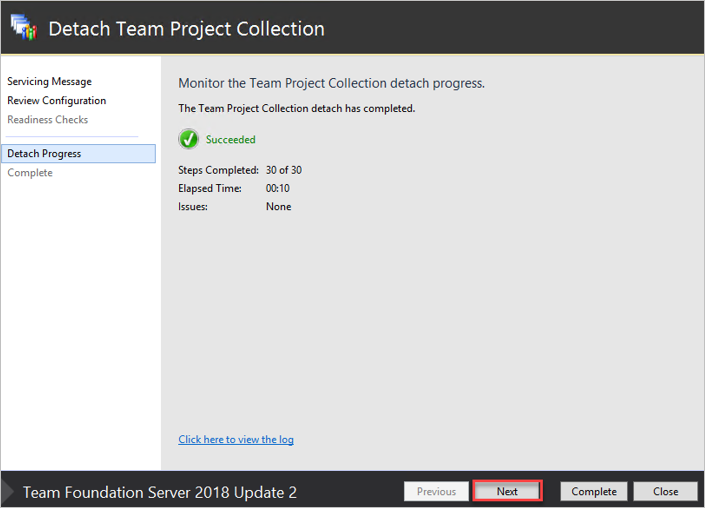 Detach Team Project Collection
Servicing Message
Review Configuration
Readiness Checks
Detach Progress
Complete
Monitor the Team Project Collection detach progress.
The Team Project Collection detach has completed.
Succeeded
Steps Completed: 30 of 30
Elapsed Time: 00:10
Issues: None
Click here to view the log
Team Foundation Server 2018 Update 2
Previous Next Complete Close